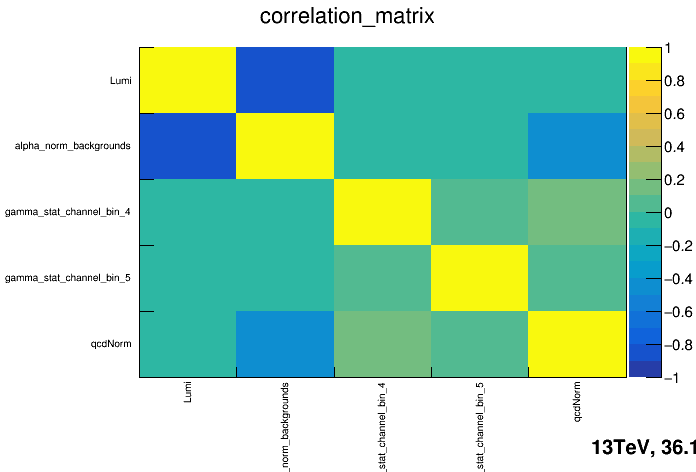 correlation_matrix
Lumi
alpha_norm_backgrounds
gamma_stat_channel_bin_4
gamma_stat_channel_bin_5
qcdNorm
1
0.8
0.6
0.4
0.2
0
−0.2
−0.4
−0.6
−0.8
−1
Lumi
_norm_backgrounds
_stat_channel_bin_4
_stat_channel_bin_5
qcdNorm
13TeV, 36.1